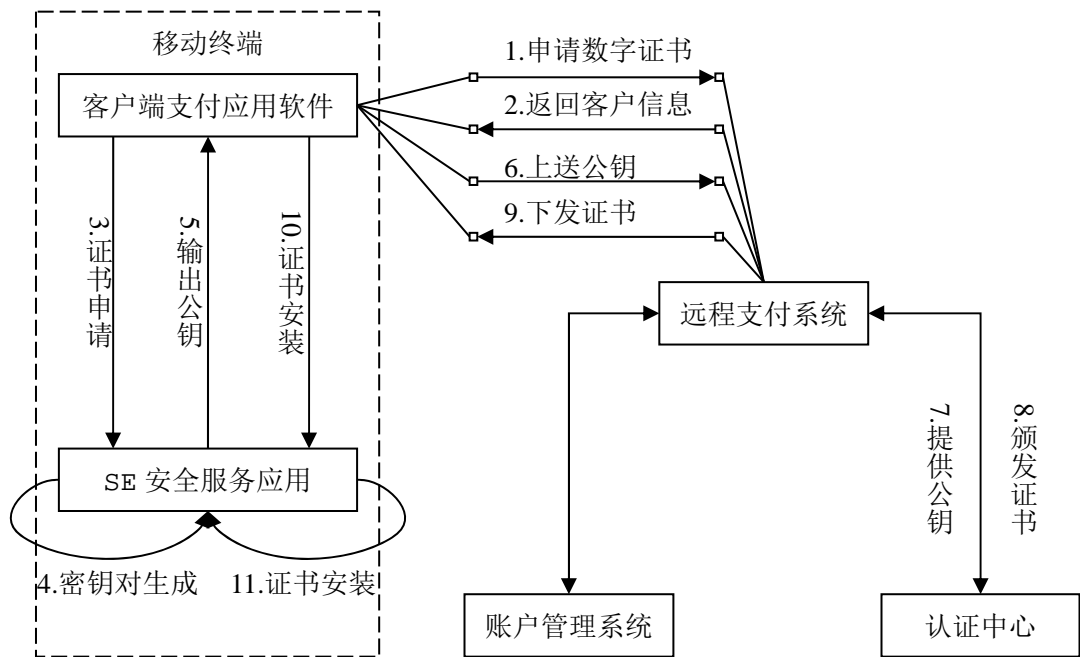 移动终端
客户端支付应用软件
1.申请数字证书
2.返回客户信息
6.上送公钥
9.下发证书
3.证书申请
5.输出公钥
10.证书安装
远程支付系统
7.提供公钥
8.颁发证书
SE 安全服务应用
4.密钥对生成
11.证书安装
账户管理系统
认证中心